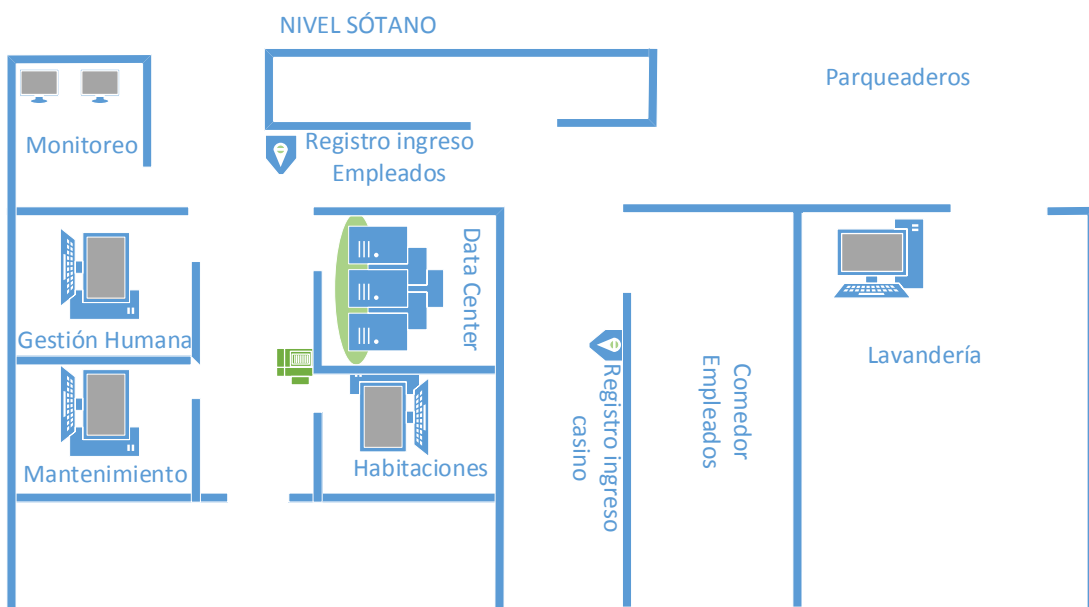 NIVEL SÓTANO
Parqueaderos
Monitoreo
Registro ingreso
Empleados
Data Center
Gestión Humana
Lavandería
Registro ingreso
casino
Comedor
Empleados
Mantenimiento
Habitaciones